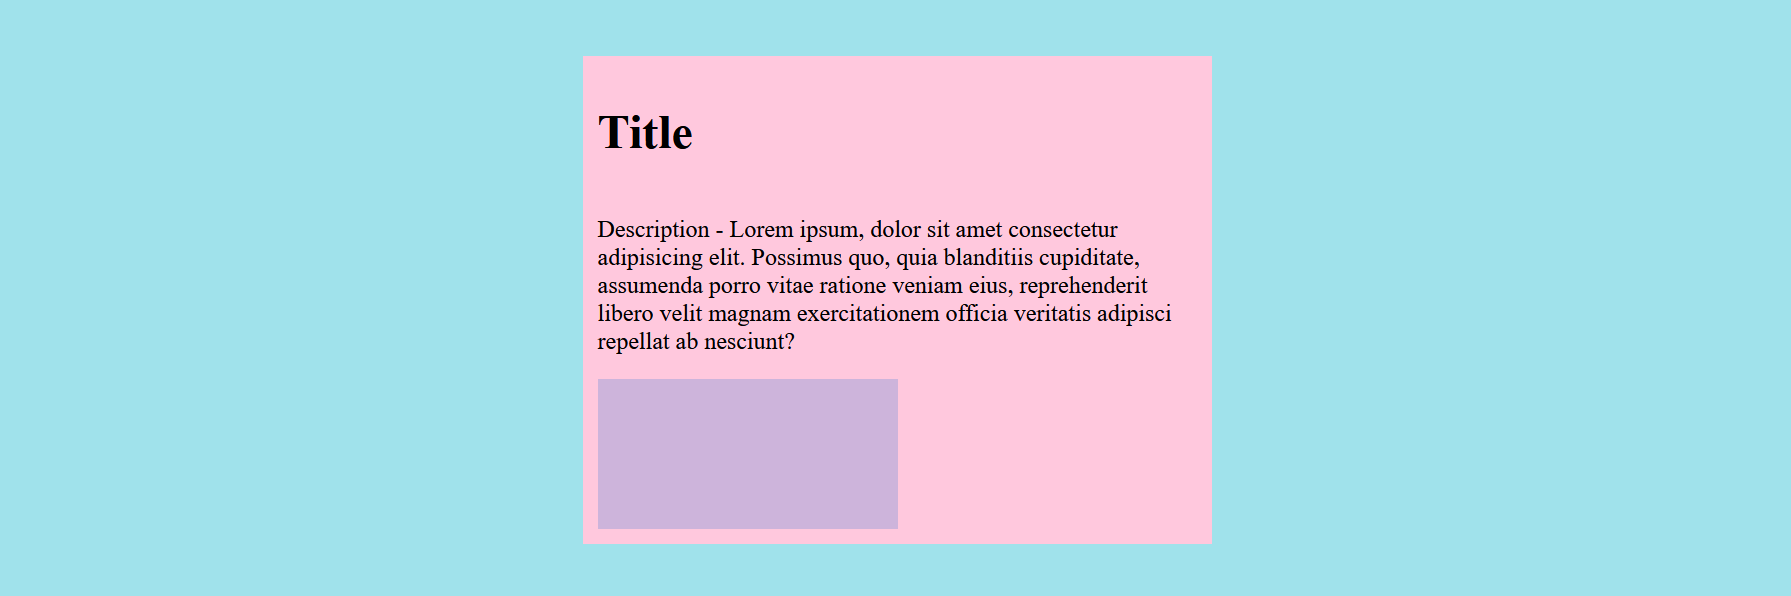 Title
Description - Lorem ipsum, dolor sit amet consectetur
adipisicing elit. Possimus quo, quia blanditiis cupiditate,
assumenda porro vitae ratione veniam eius, reprehenderit
libero velit magnam exercitationem officia veritatis adipisci
repellat ab nesciunt?